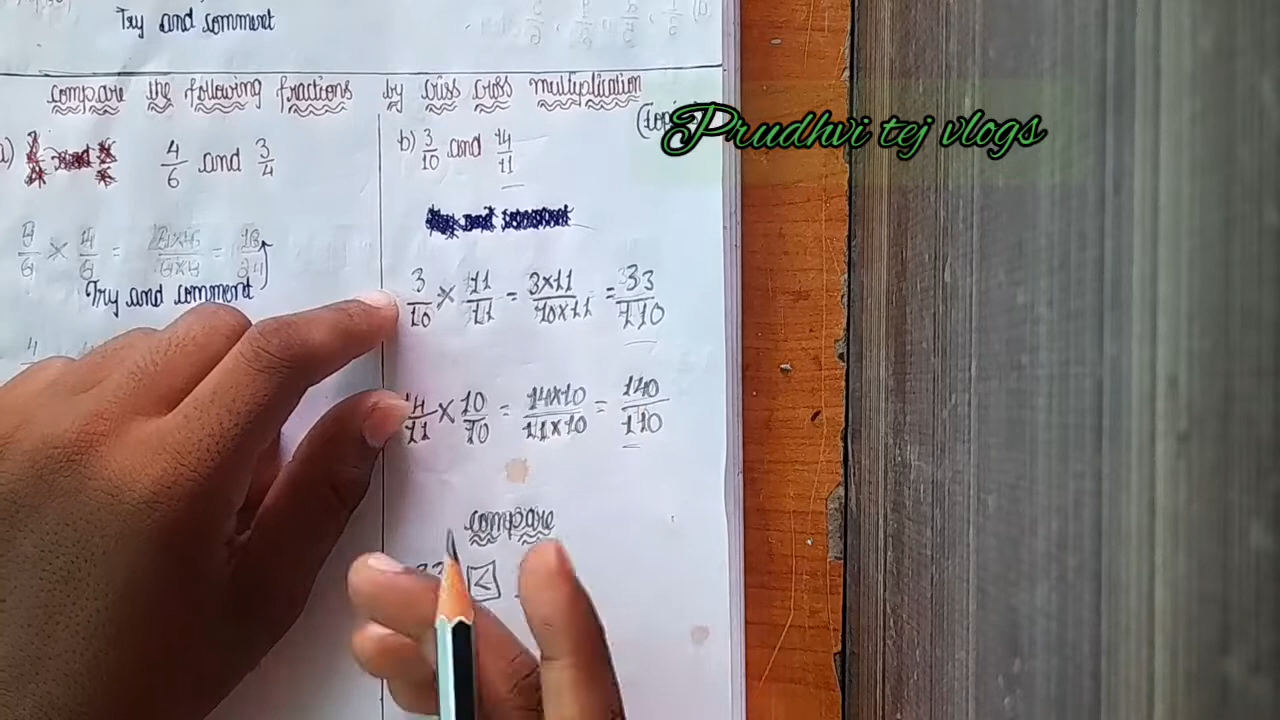 Try and comment
compare the following fractions by criss cross multiplication
Prudhvi tej vlogs
a) 4/6 and 3/4
b) 3/10 and 14/11
Try and comment
3/10 × 11/11 = 3×11/10×11 = 33/110
14/11 × 10/10 = 14×10/11×10 = 140/110
compare
33 <